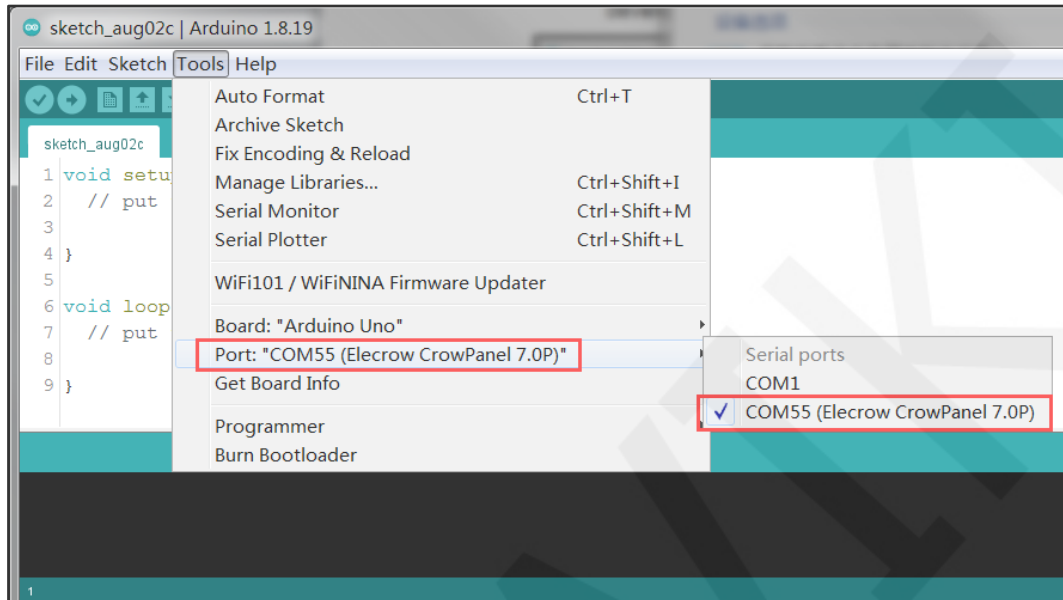 sketch_aug02c | Arduino 1.8.19
File Edit Sketch Tools Help
Auto Format Ctrl+T
Archive Sketch
Fix Encoding & Reload
Manage Libraries... Ctrl+Shift+I
Serial Monitor Ctrl+Shift+M
Serial Plotter Ctrl+Shift+L
WiFi101 / WiFiNINA Firmware Updater
Board: "Arduino Uno"
Port: "COM55 (Elecrow CrowPanel 7.0P)"
Get Board Info
Programmer
Burn Bootloader
Serial ports
COM1
COM55 (Elecrow CrowPanel 7.0P)
sketch_aug02c
1 void setu
2 // put
3
4 }
5
6 void loop
7 // put
8
9 }
1